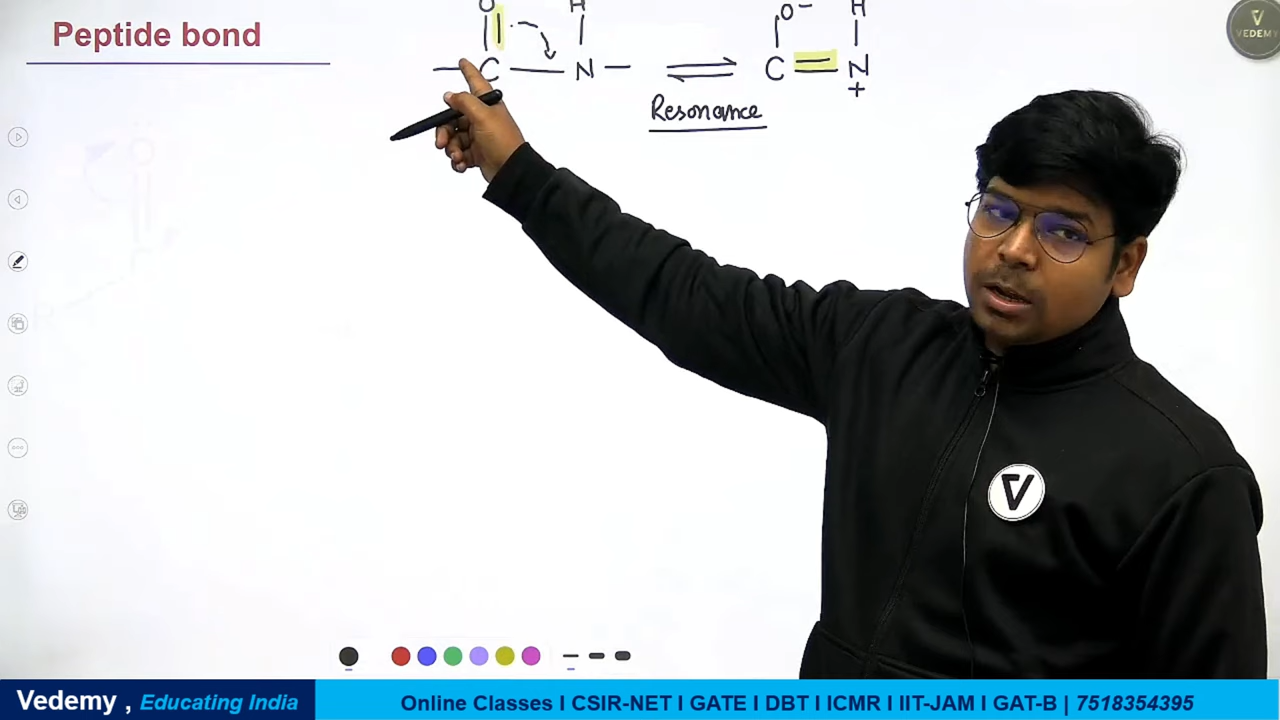 Peptide bond
O H O– H
C N C N
+
Resonance
V
VEDEMY
V
Vedemy , Educating India
Online Classes I CSIR-NET I GATE I DBT I ICMR I IIT-JAM I GAT-B | 7518354395